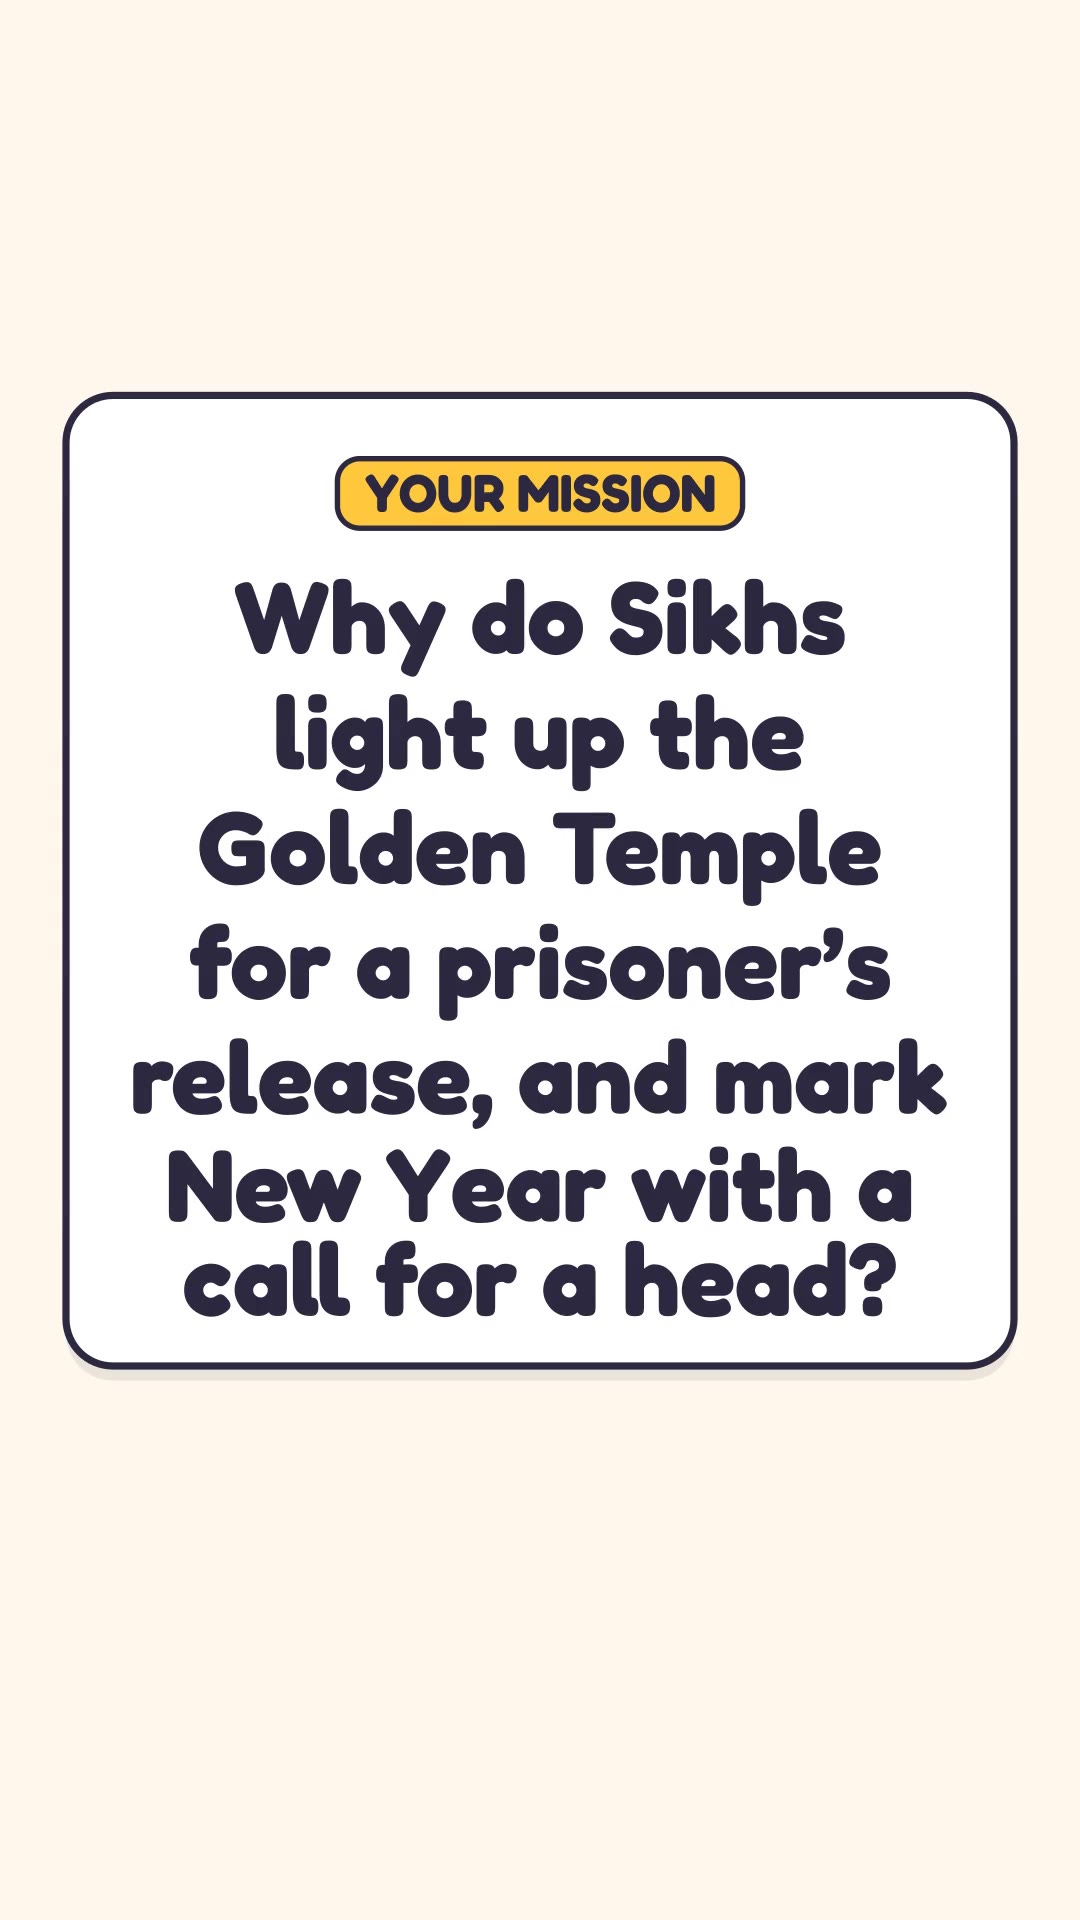 YOUR MISSION
Why do Sikhs
light up the
Golden Temple
for a prisoner’s
release, and mark
New Year with a
call for a head?